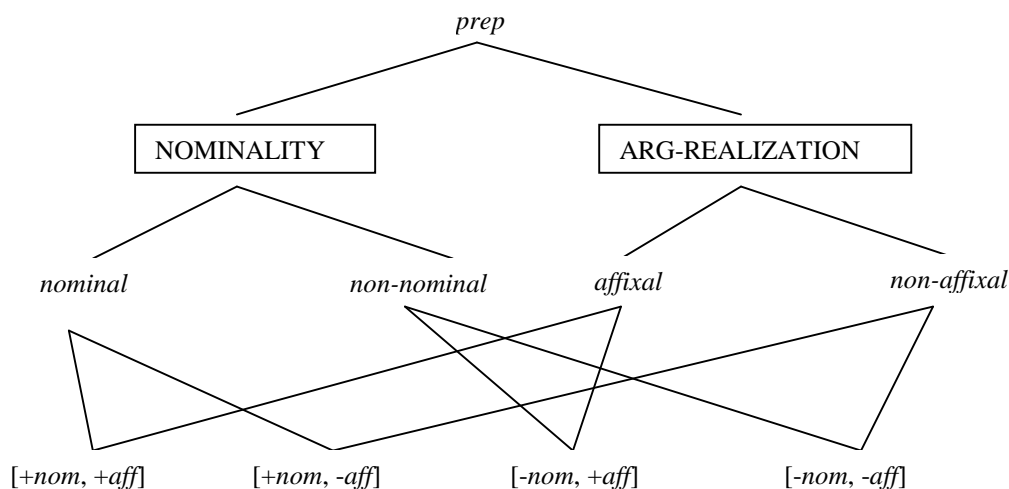 prep
NOMINALITY ARG-REALIZATION
nominal non-nominal affixal non-affixal
[+nom, +aff] [+nom, -aff] [-nom, +aff] [-nom, -aff]